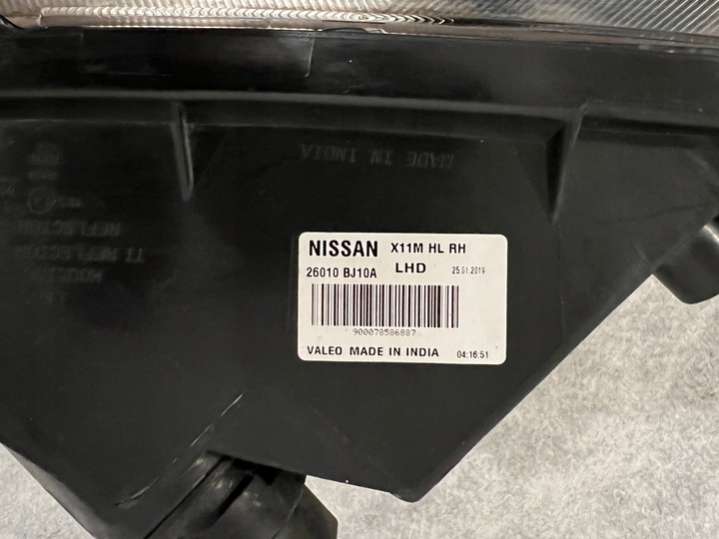 MADE IN INDIA
NISSAN X11M HL RH
26010 BJ10A LHD 25.01.2019
900078586887
VALEO MADE IN INDIA 04:16:51
REFLECTOR